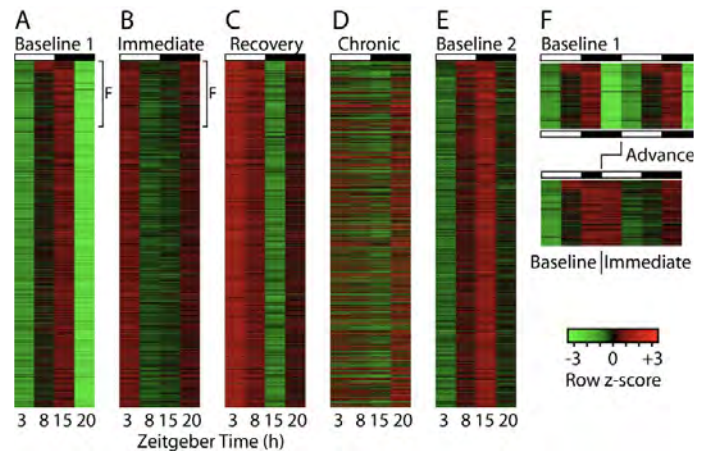 A B C D E F
Baseline 1 Immediate Recovery Chronic Baseline 2 Baseline 1
F F
Advance
Baseline Immediate
-3 0 +3
Row z-score
3 8 15 20 3 8 15 20 3 8 15 20 3 8 15 20 3 8 15 20
Zeitgeber Time (h)